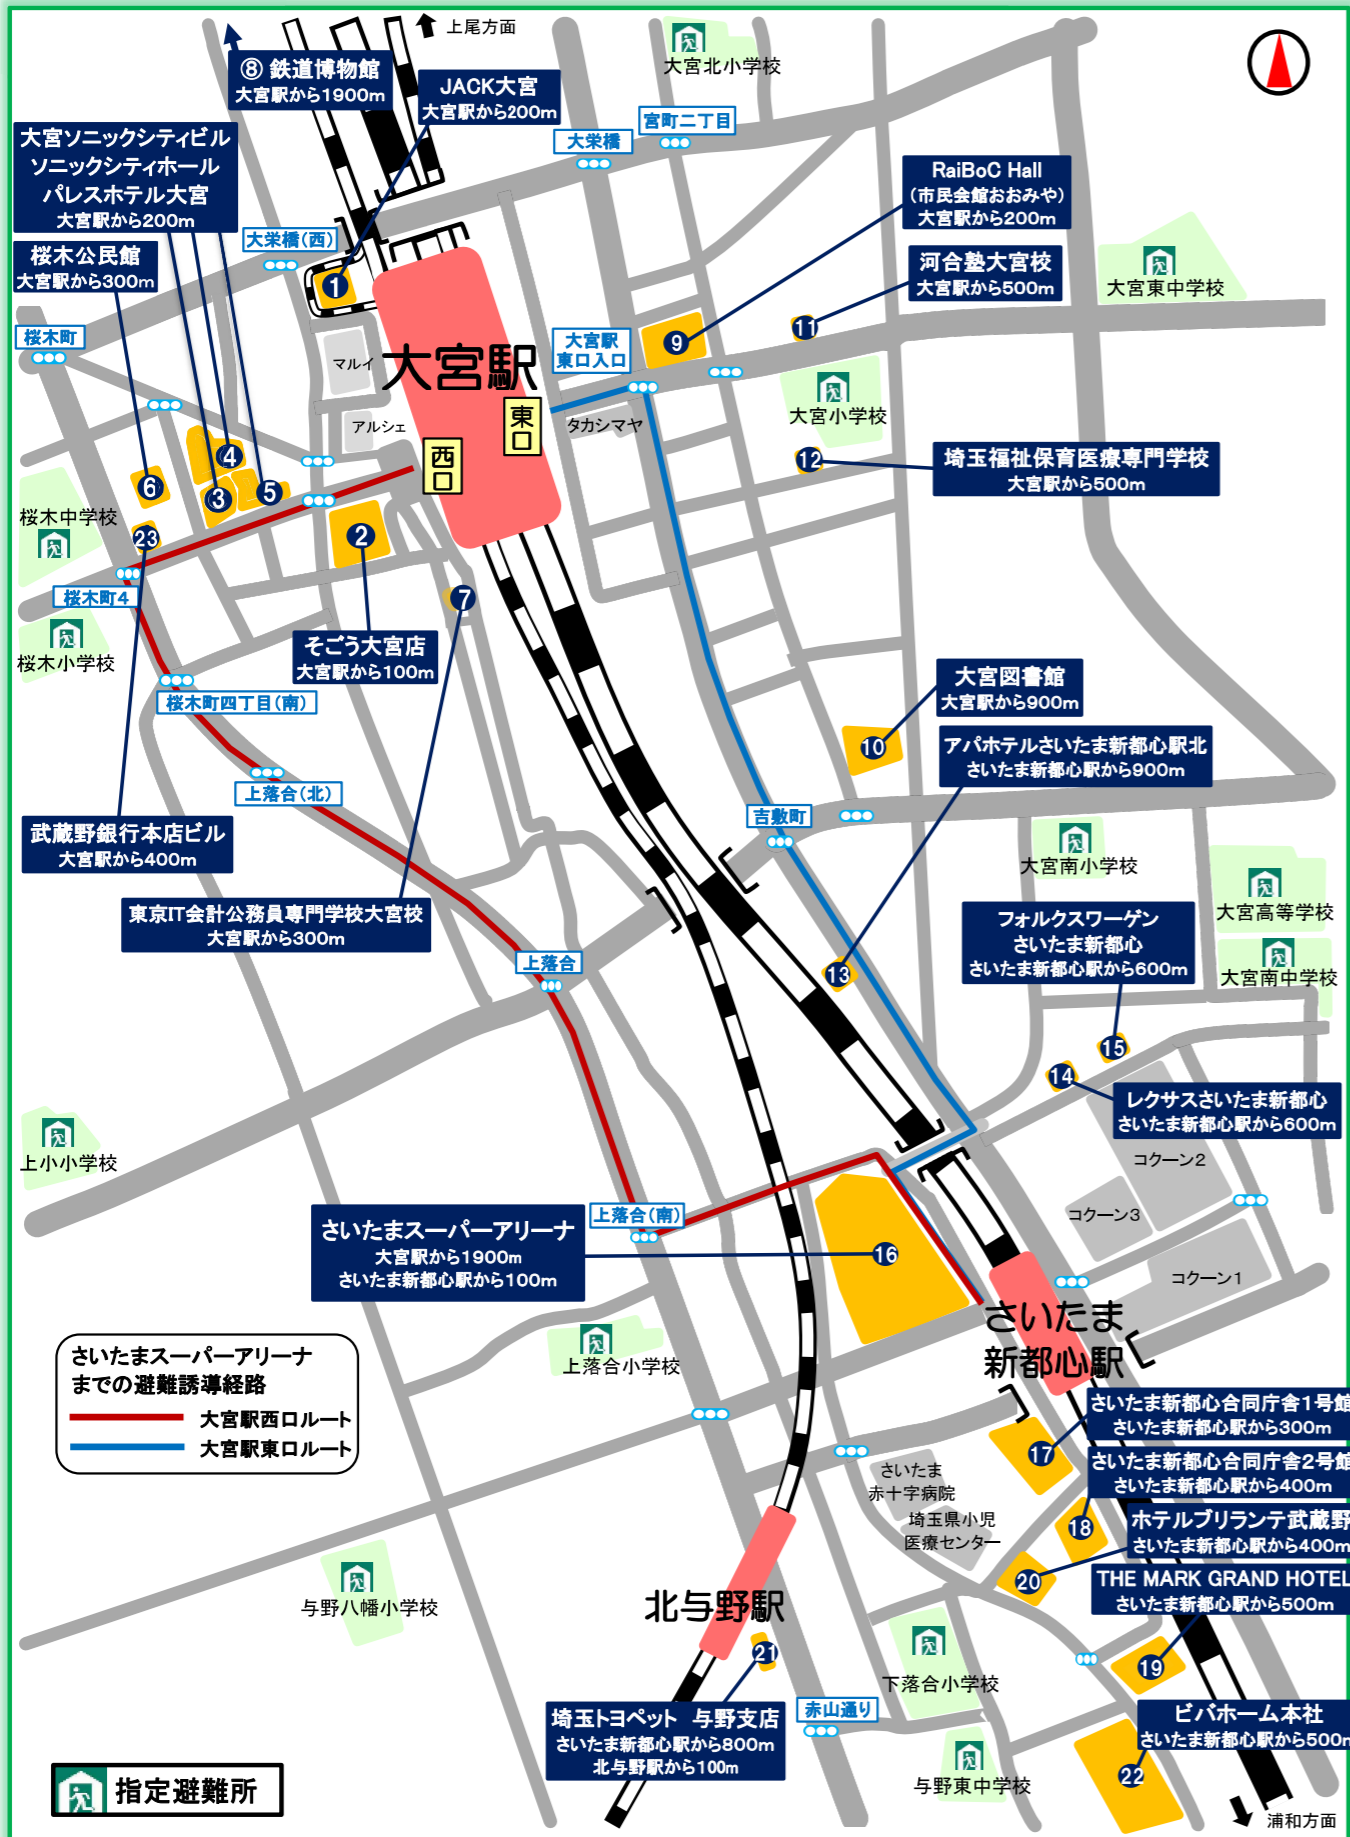 上尾方面
⑧ 鉄道博物館
大宮駅から1900m
JACK大宮
大宮駅から200m
大宮北小学校
宮町二丁目
大栄橋
大宮ソニックシティビル
ソニックシティホール
パレスホテル大宮
大宮駅から200m
RaiBoC Hall
(市民会館おおみや)
大宮駅から200m
大栄橋(西)
桜木公民館
大宮駅から300m
河合塾大宮校
大宮駅から500m
大宮東中学校
1
桜木町
マルイ
大宮駅
大宮駅
東口入口
9
11
東口
アルシェ
タカシマヤ
大宮小学校
西口
4
6
3
5
12
埼玉福祉保育医療専門学校
大宮駅から500m
桜木中学校
23
2
桜木町4
7
桜木小学校
そごう大宮店
大宮駅から100m
桜木町四丁目(南)
大宮図書館
大宮駅から900m
10
アパホテルさいたま新都心駅北
さいたま新都心駅から900m
上落合(北)
吉敷町
武蔵野銀行本店ビル
大宮駅から400m
大宮南小学校
大宮高等学校
東京IT会計公務員専門学校大宮校
大宮駅から300m
フォルクスワーゲン
さいたま新都心
さいたま新都心駅から600m
上落合
13
大宮南中学校
15
14
レクサスさいたま新都心
さいたま新都心駅から600m
上小小学校
コクーン2
コクーン3
上落合(南)
さいたまスーパーアリーナ
大宮駅から1900m
さいたま新都心駅から100m
16
コクーン1
さいたま
新都心駅
上落合小学校
さいたまスーパーアリーナ
までの避難誘導経路
大宮駅西口ルート
大宮駅東口ルート
さいたま新都心合同庁舎1号館
さいたま新都心駅から300m
17
さいたま新都心合同庁舎2号館
さいたま新都心駅から400m
さいたま
赤十字病院
埼玉県小児
医療センター
18
ホテルブリランテ武蔵野
さいたま新都心駅から400m
20
THE MARK GRAND HOTEL
さいたま新都心駅から500m
与野八幡小学校
北与野駅
21
19
下落合小学校
埼玉トヨペット 与野支店
さいたま新都心駅から800m
北与野駅から100m
赤山通り
ビバホーム本社
さいたま新都心駅から500m
与野東中学校
22
指定避難所
浦和方面